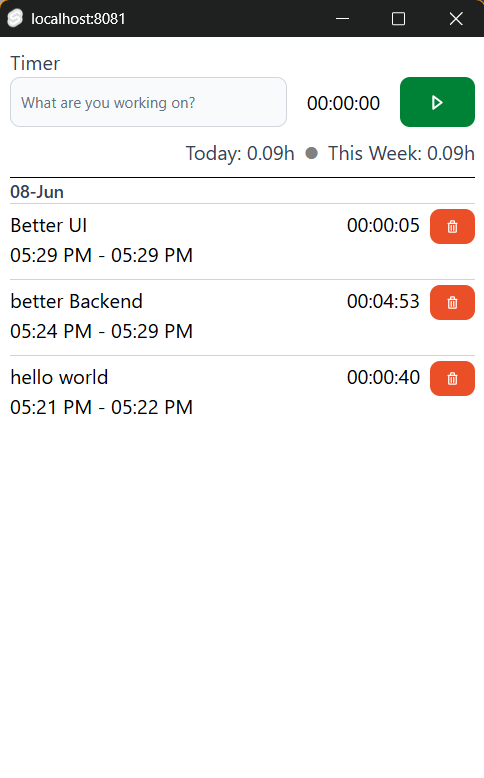 localhost:8081
Timer
What are you working on?
00:00:00
Today: 0.09h ● This Week: 0.09h
08-Jun
Better UI 00:00:05
05:29 PM - 05:29 PM
better Backend 00:04:53
05:24 PM - 05:29 PM
hello world 00:00:40
05:21 PM - 05:22 PM